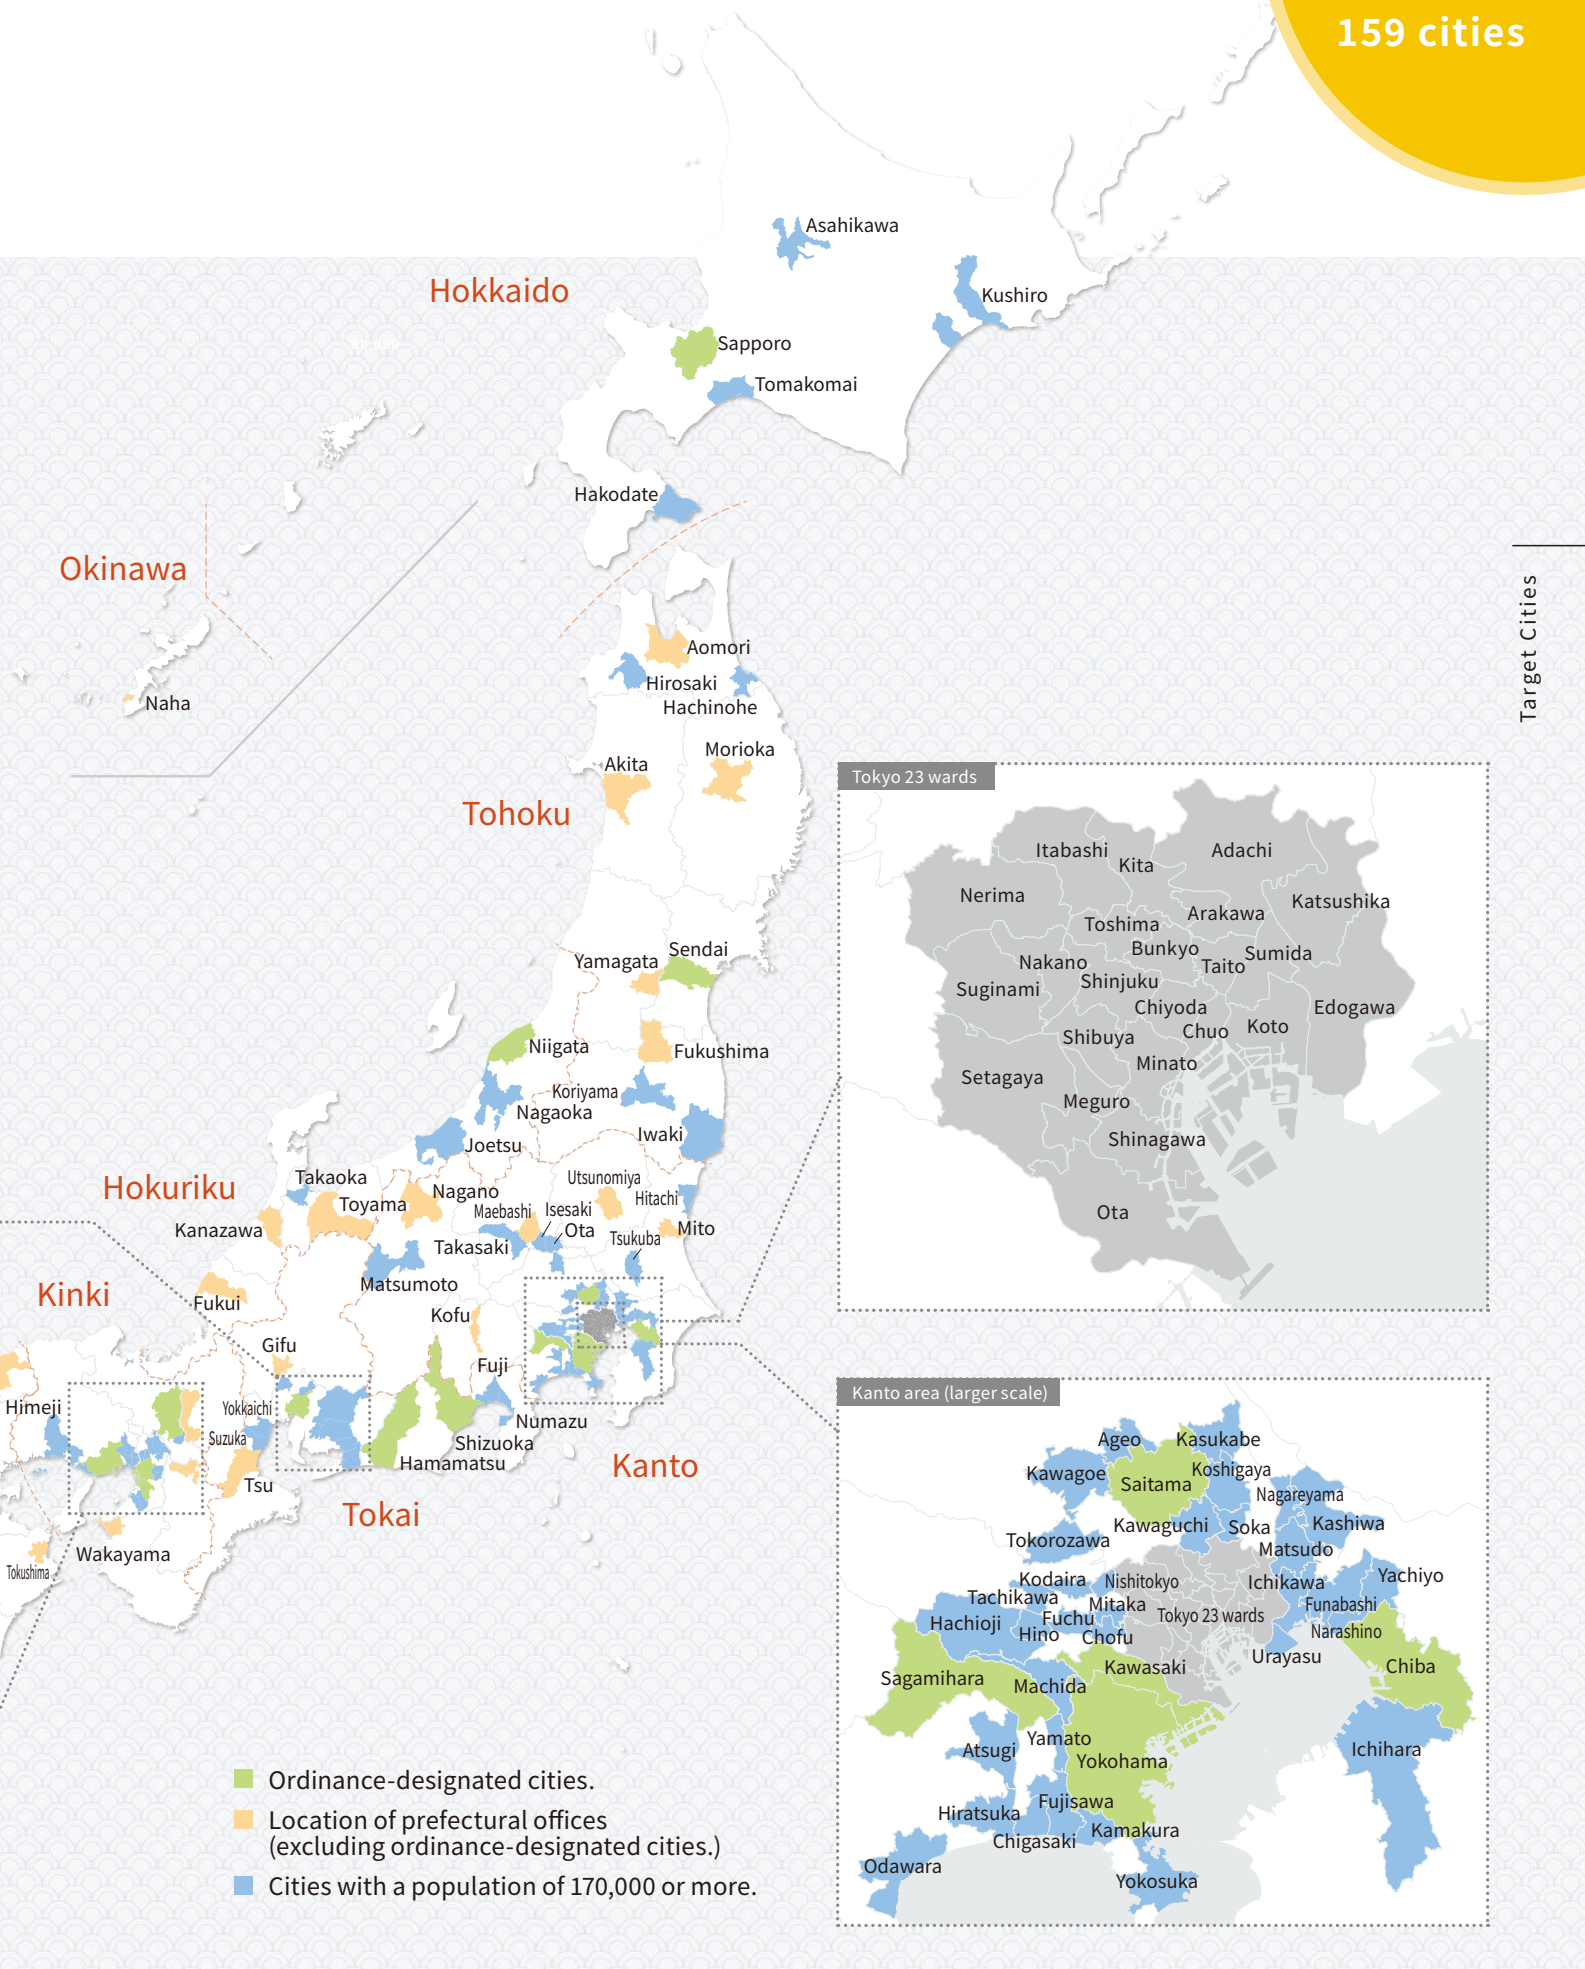 159 cities
Asahikawa
Hokkaido
Kushiro
Sapporo
Tomakomai
Hakodate
Okinawa
Naha
Target Cities
Aomori
Hirosaki
Hachinohe
Morioka
Akita
Tohoku
Sendai
Yamagata
Niigata
Fukushima
Koriyama
Nagaoka
Iwaki
Joetsu
Hokuriku
Takaoka
Toyama
Kanazawa
Nagano
Utsunomiya
Hitachi
Maebashi
Isesaki
Ota
Mito
Takasaki
Tsukuba
Matsumoto
Kinki
Fukui
Kofu
Gifu
Fuji
Himeji
Yokkaichi
Suzuka
Numazu
Shizuoka
Hamamatsu
Tsu
Kanto
Tokai
Wakayama
Tokushima
Tokyo 23 wards
Itabashi
Kita
Adachi
Nerima
Katsushika
Arakawa
Toshima
Bunkyo
Sumida
Nakano
Taito
Shinjuku
Suginami
Chiyoda
Edogawa
Chuo
Koto
Shibuya
Minato
Setagaya
Meguro
Shinagawa
Ota
Kanto area (larger scale)
Ageo
Kasukabe
Kawagoe
Koshigaya
Saitama
Nagareyama
Kawaguchi
Soka
Kashiwa
Tokorozawa
Matsudo
Kodaira
Nishitokyo
Ichikawa
Yachiyo
Tachikawa
Mitaka
Funabashi
Hachioji
Fuchu
Tokyo 23 wards
Hino
Chofu
Narashino
Urayasu
Kawasaki
Chiba
Sagamihara
Machida
Yamato
Atsugi
Yokohama
Ichihara
Fujisawa
Hiratsuka
Kamakura
Chigasaki
Odawara
Yokosuka
Ordinance-designated cities.
Location of prefectural offices
(excluding ordinance-designated cities.)
Cities with a population of 170,000 or more.